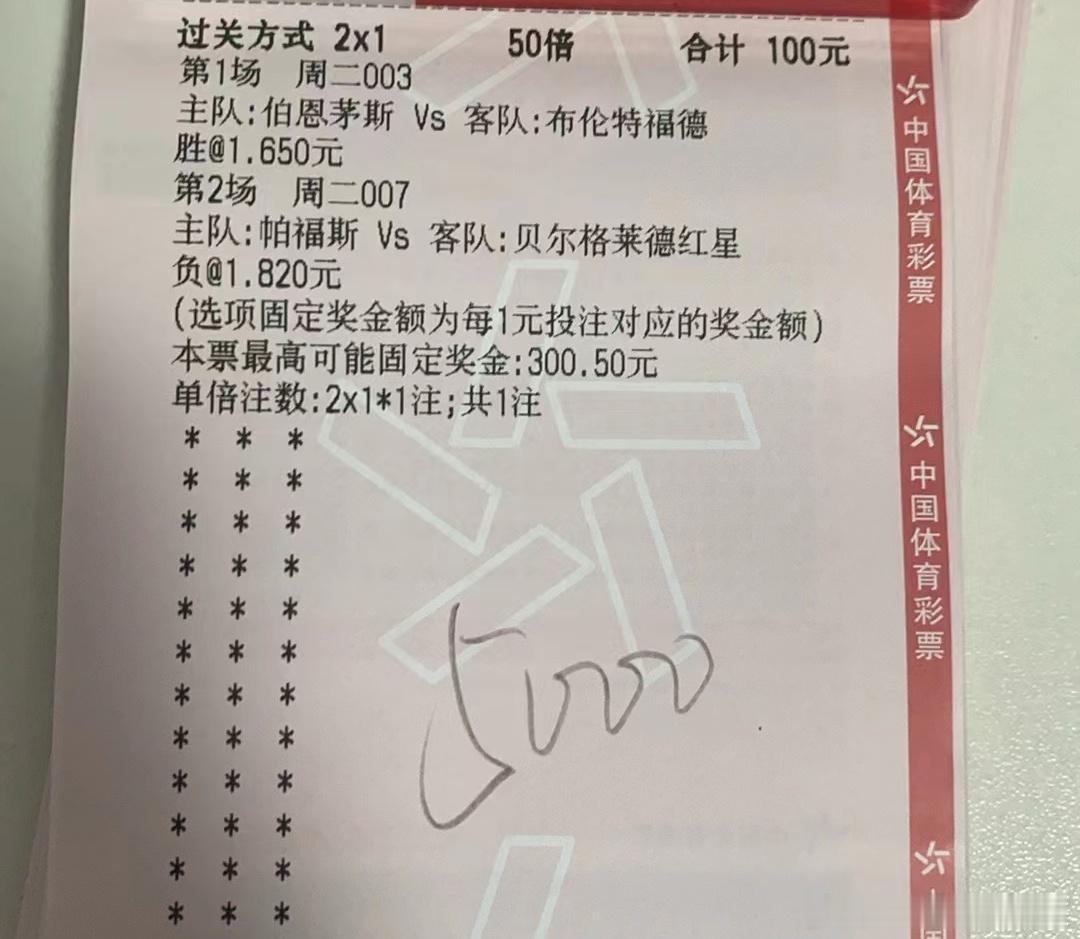 过关方式 2x1 50倍 合计 100元
第1场 周二003
主队:伯恩茅斯 Vs 客队:布伦特福德
胜@1.650元
第2场 周二007
主队:帕福斯 Vs 客队:贝尔格莱德红星
负@1.820元
(选项固定奖金额为每1元投注对应的奖金额)
本票最高可能固定奖金:300.50元
单倍注数:2x1*1注;共1注
* * *
* * *
* * *
* * *
* * *
* * *
* * *
* * *
* * *
* * *
* * *
* * *
5000
中国体育彩票
中国体育彩票